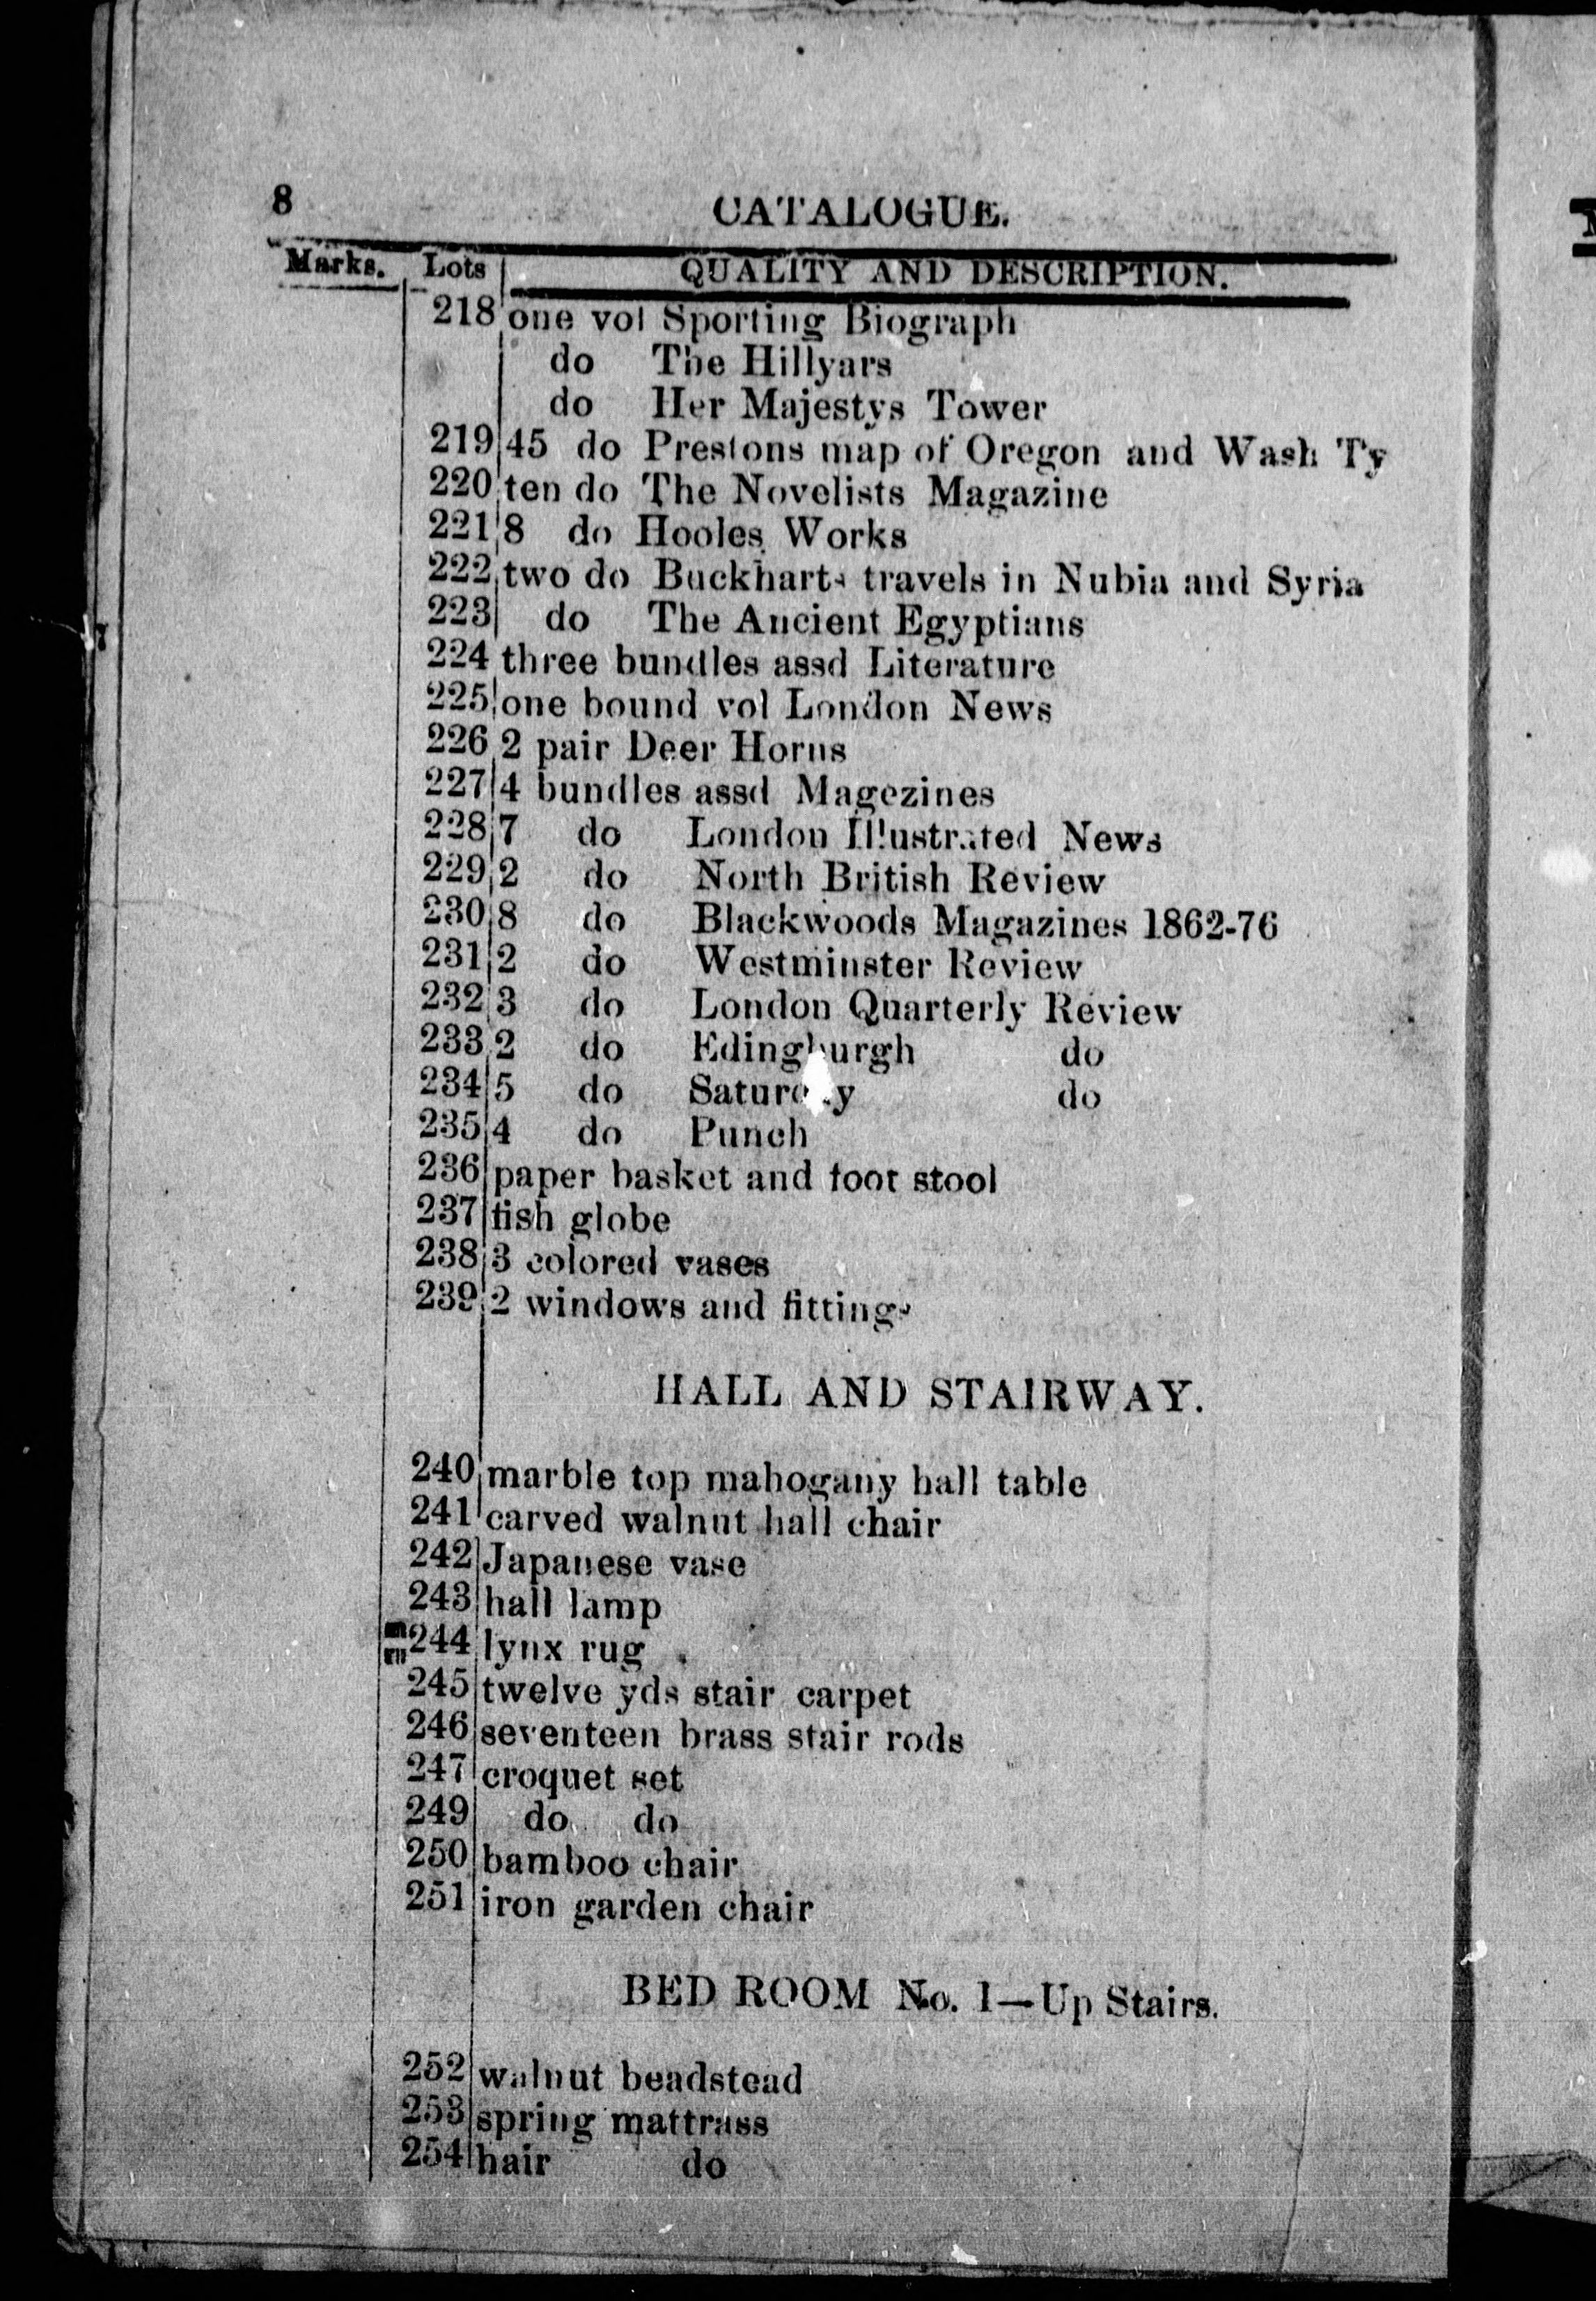 8
CATALOGUE.
Marks. Lots QUALITY AND DESCRIPTION.
218 one vol Sporting Biograph
do The Hillyars
do Her Majestys Tower
219 45 do Prestons map of Oregon and Wash Ty
220 ten do The Novelists Magazine
221 8 do Hooles Works
222 two do Buckharts travels in Nubia and Syria
223 do The Ancient Egyptians
224 three bundles assd Literature
225 one bound vol London News
226 2 pair Deer Horns
227 4 bundles assd Magezines
228 7 do London Illustrated News
229 2 do North British Review
230 8 do Blackwoods Magazines 1862-76
231 2 do Westminster Review
232 3 do London Quarterly Review
233 2 do Edingburgh do
234 5 do Saturday do
235 4 do Punch
236 paper basket and foot stool
237 fish globe
238 3 colored vases
239 2 windows and fittings
HALL AND STAIRWAY.
240 marble top mahogany hall table
241 carved walnut hall chair
242 Japanese vase
243 hall lamp
244 lynx rug
245 twelve yds stair carpet
246 seventeen brass stair rods
247 croquet set
249 do do
250 bamboo chair
251 iron garden chair
BED ROOM No. 1—Up Stairs.
252 walnut beadstead
253 spring mattrass
254 hair do